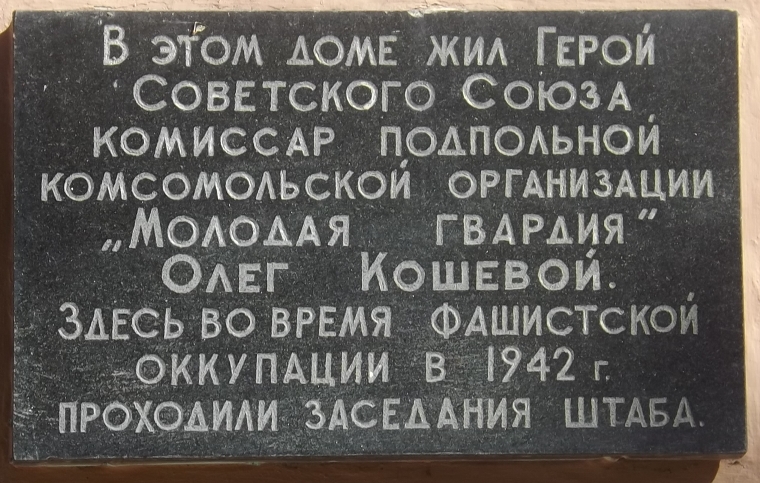 В ЭТОМ ДОМЕ ЖИЛ ГЕРОЙ
СОВЕТСКОГО СОЮЗА
КОМИССАР ПОДПОЛЬНОЙ
КОМСОМОЛЬСКОЙ ОРГАНИЗАЦИИ
„МОЛОДАЯ ГВАРДИЯ”
ОЛЕГ КОШЕВОЙ.
ЗДЕСЬ ВО ВРЕМЯ ФАШИСТСКОЙ
ОККУПАЦИИ В 1942 г.
ПРОХОДИЛИ ЗАСЕДАНИЯ ШТАБА.